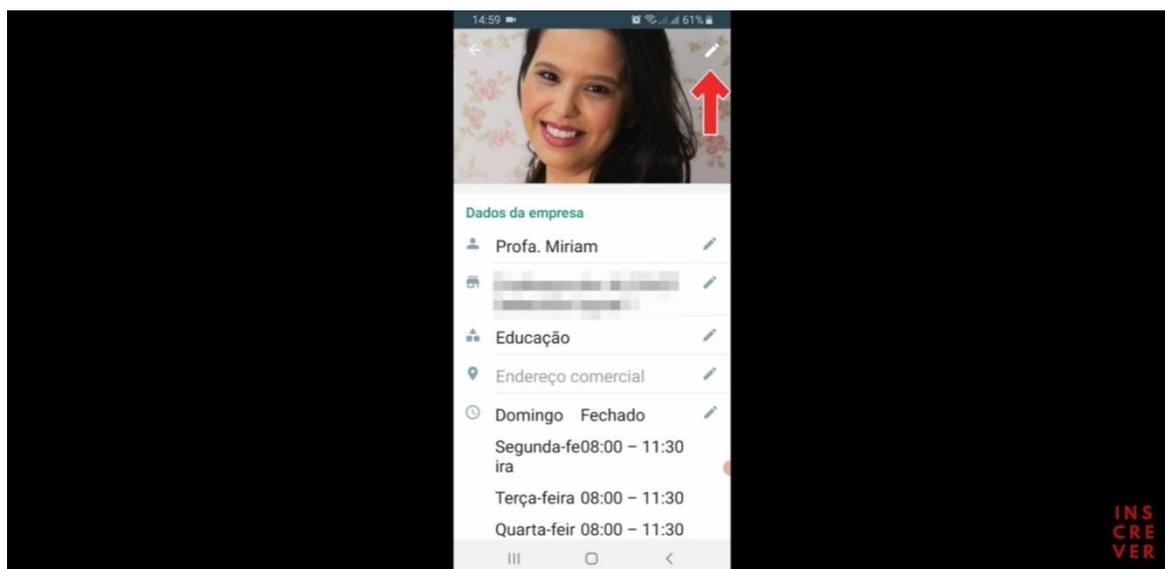 14:59
61%
Dados da empresa
Profa. Miriam
Educação
Endereço comercial
Domingo Fechado
Segunda-fe08:00 – 11:30
ira
Terça-feira 08:00 – 11:30
Quarta-feir 08:00 – 11:30
INS
CRE
VER